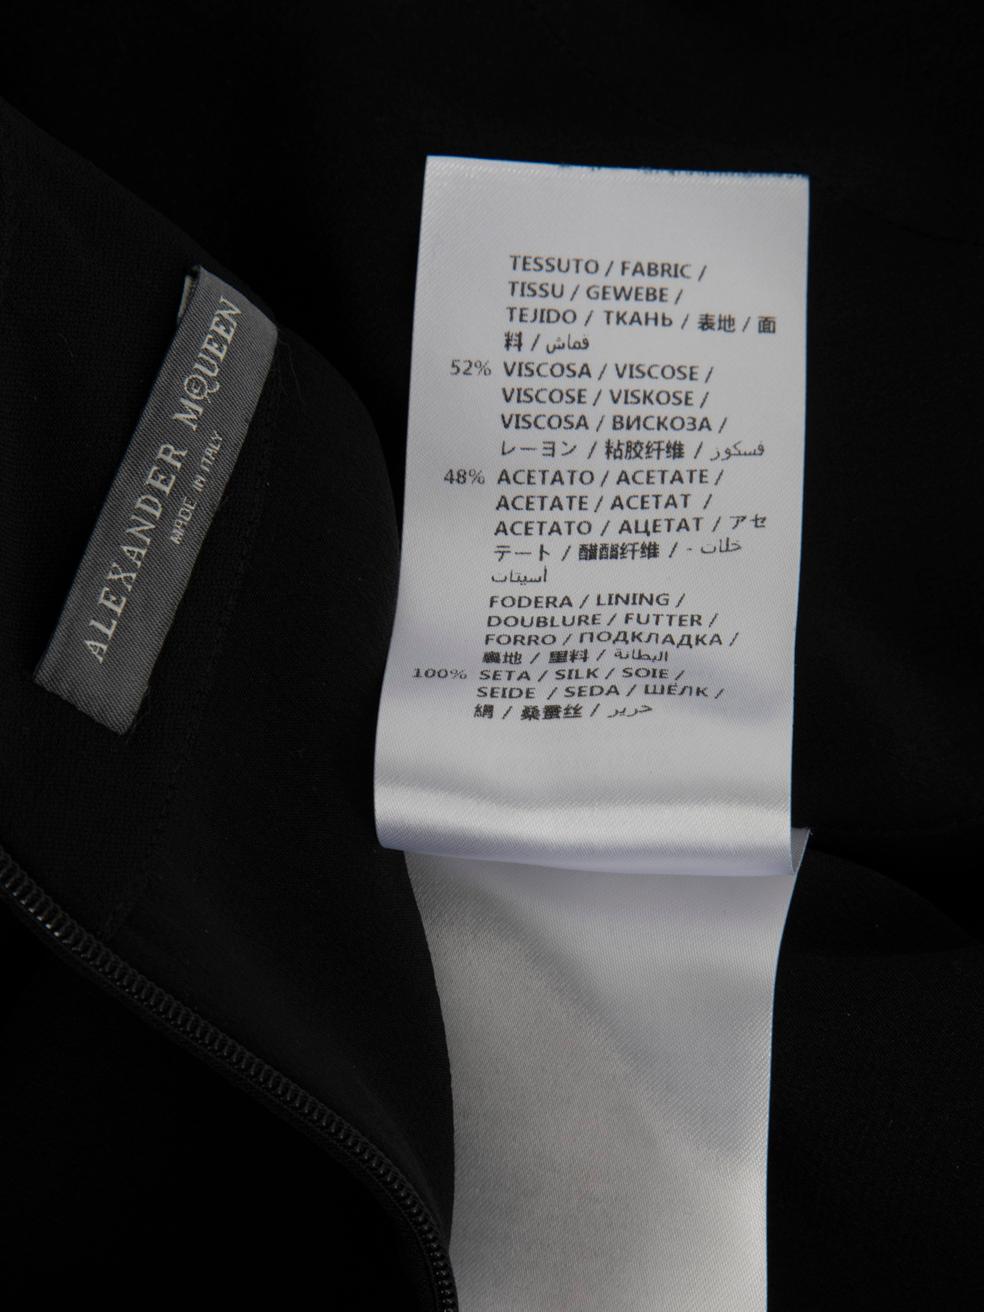 ALEXANDER MCQUEEN
MADE IN ITALY
TESSUTO / FABRIC /
TISSU / GEWEBE /
TEJIDO / ТКАНЬ / 表地 / 面
料 / قماش
52% VISCOSA / VISCOSE /
VISCOSE / VISKOSE /
VISCOSA / ВИСКОЗА /
レーヨン / 粘胶纤维 / فسكوز
48% ACETATO / ACETATE /
ACETATE / ACETAT /
ACETATO / АЦЕТАТ / アセ
テート / 醋酯纤维 / خلات -
أسيتات
FODERA / LINING /
DOUBLURE / FUTTER /
FORRO / ПОДКЛАДКА /
裏地 / 里料 / البطانة
100% SETA / SILK / SOIE /
SEIDE / SEDA / ШЁЛК /
絹 / 桑蚕丝 / حرير